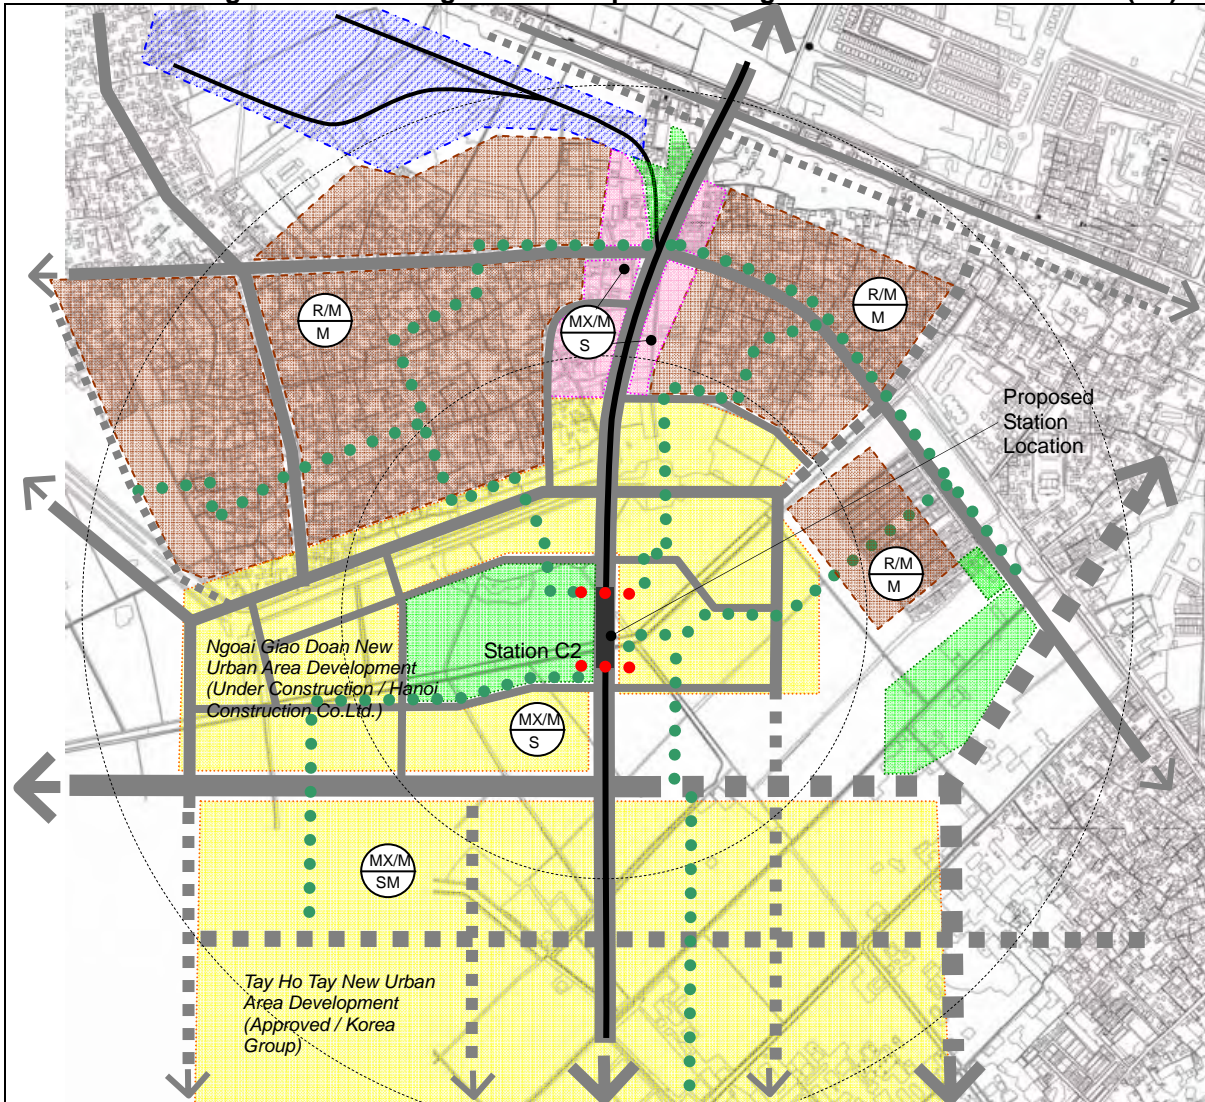 R/M
M
R/M
M
MX/M
S
Proposed
Station
Location
R/M
M
Ngoai Giao Doan New
Urban Area Development
(Under Construction / Hanoi
Construction Co.Ltd.)
Station C2
MX/M
S
MX/M
SM
Tay Ho Tay New Urban
Area Development
(Approved / Korea
Group)